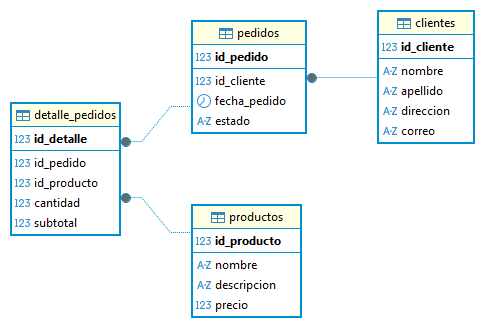 pedidos
123 id_pedido
123 id_cliente
fecha_pedido
A-Z estado
clientes
123 id_cliente
A-Z nombre
A-Z apellido
A-Z direccion
A-Z correo
detalle_pedidos
123 id_detalle
123 id_pedido
123 id_producto
123 cantidad
123 subtotal
productos
123 id_producto
A-Z nombre
A-Z descripcion
123 precio